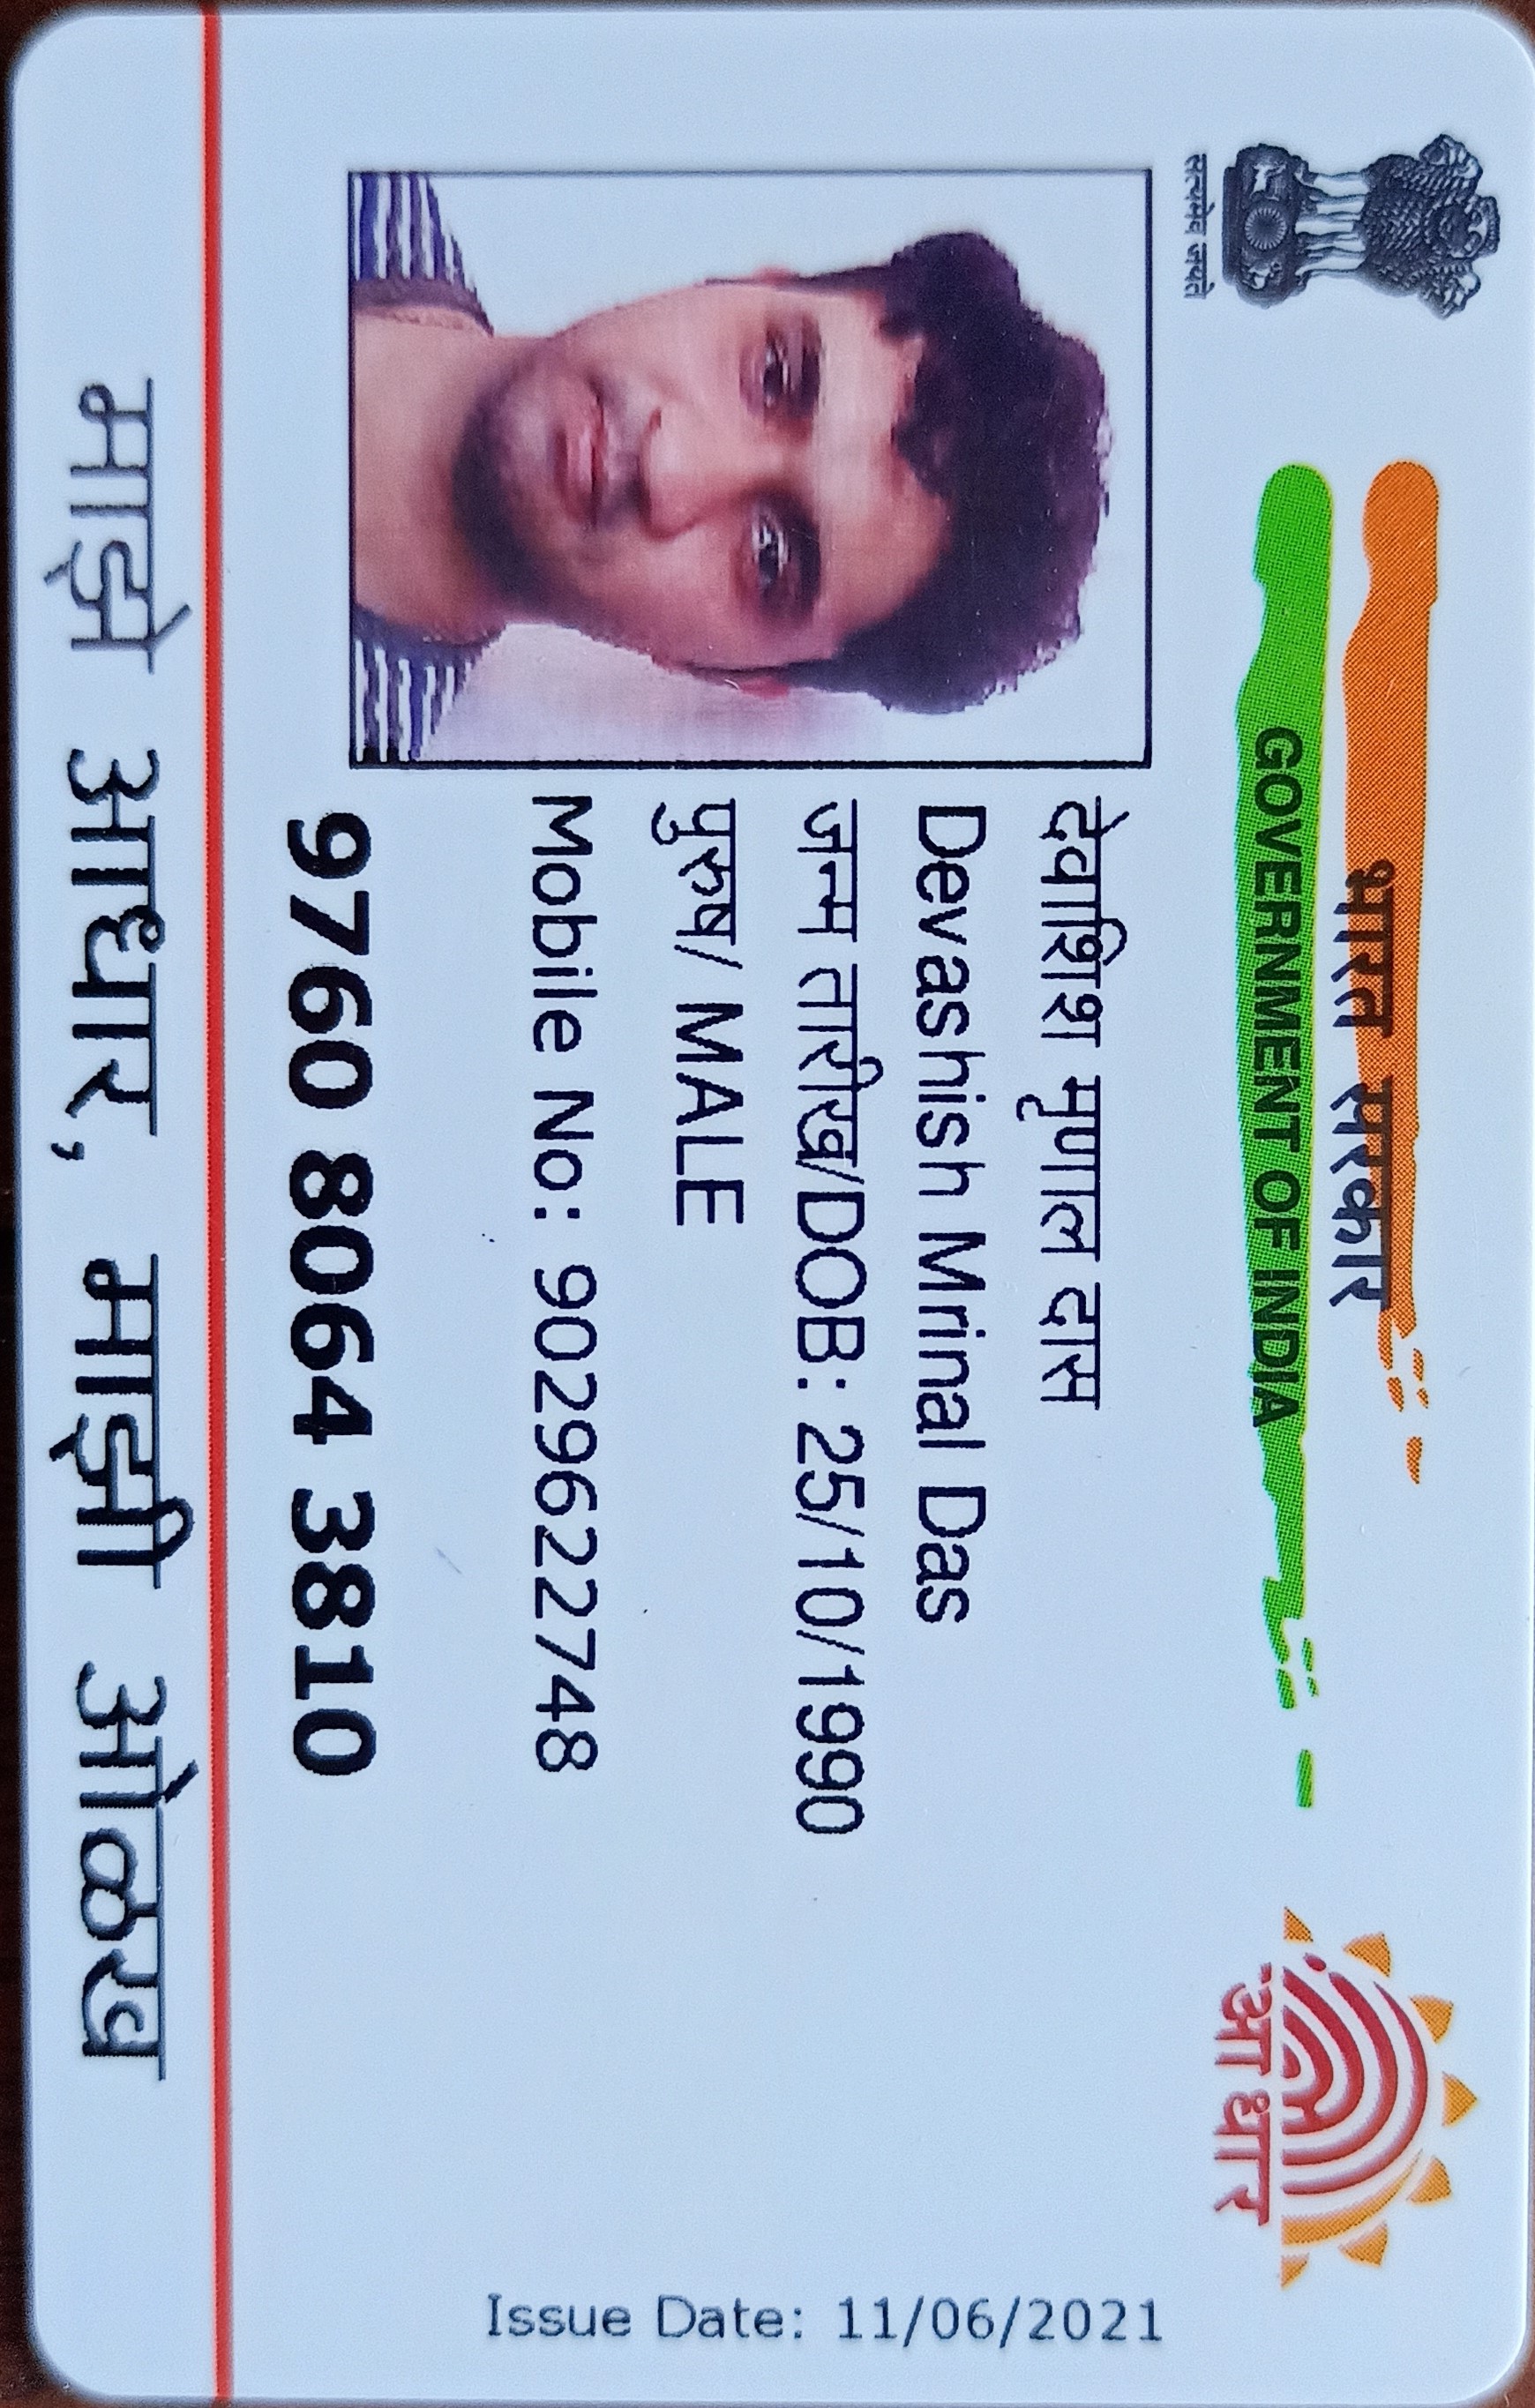 भारत सरकार
GOVERNMENT OF INDIA
सत्यमेव जयते
आधार
देवाशिश मृणाल दास
Devashish Mrinal Das
जन्म तारीख/DOB: 25/10/1990
पुरुष/ MALE
Mobile No: 9029622748
9760 8064 3810
Issue Date: 11/06/2021
माझे आधार, माझी ओळख